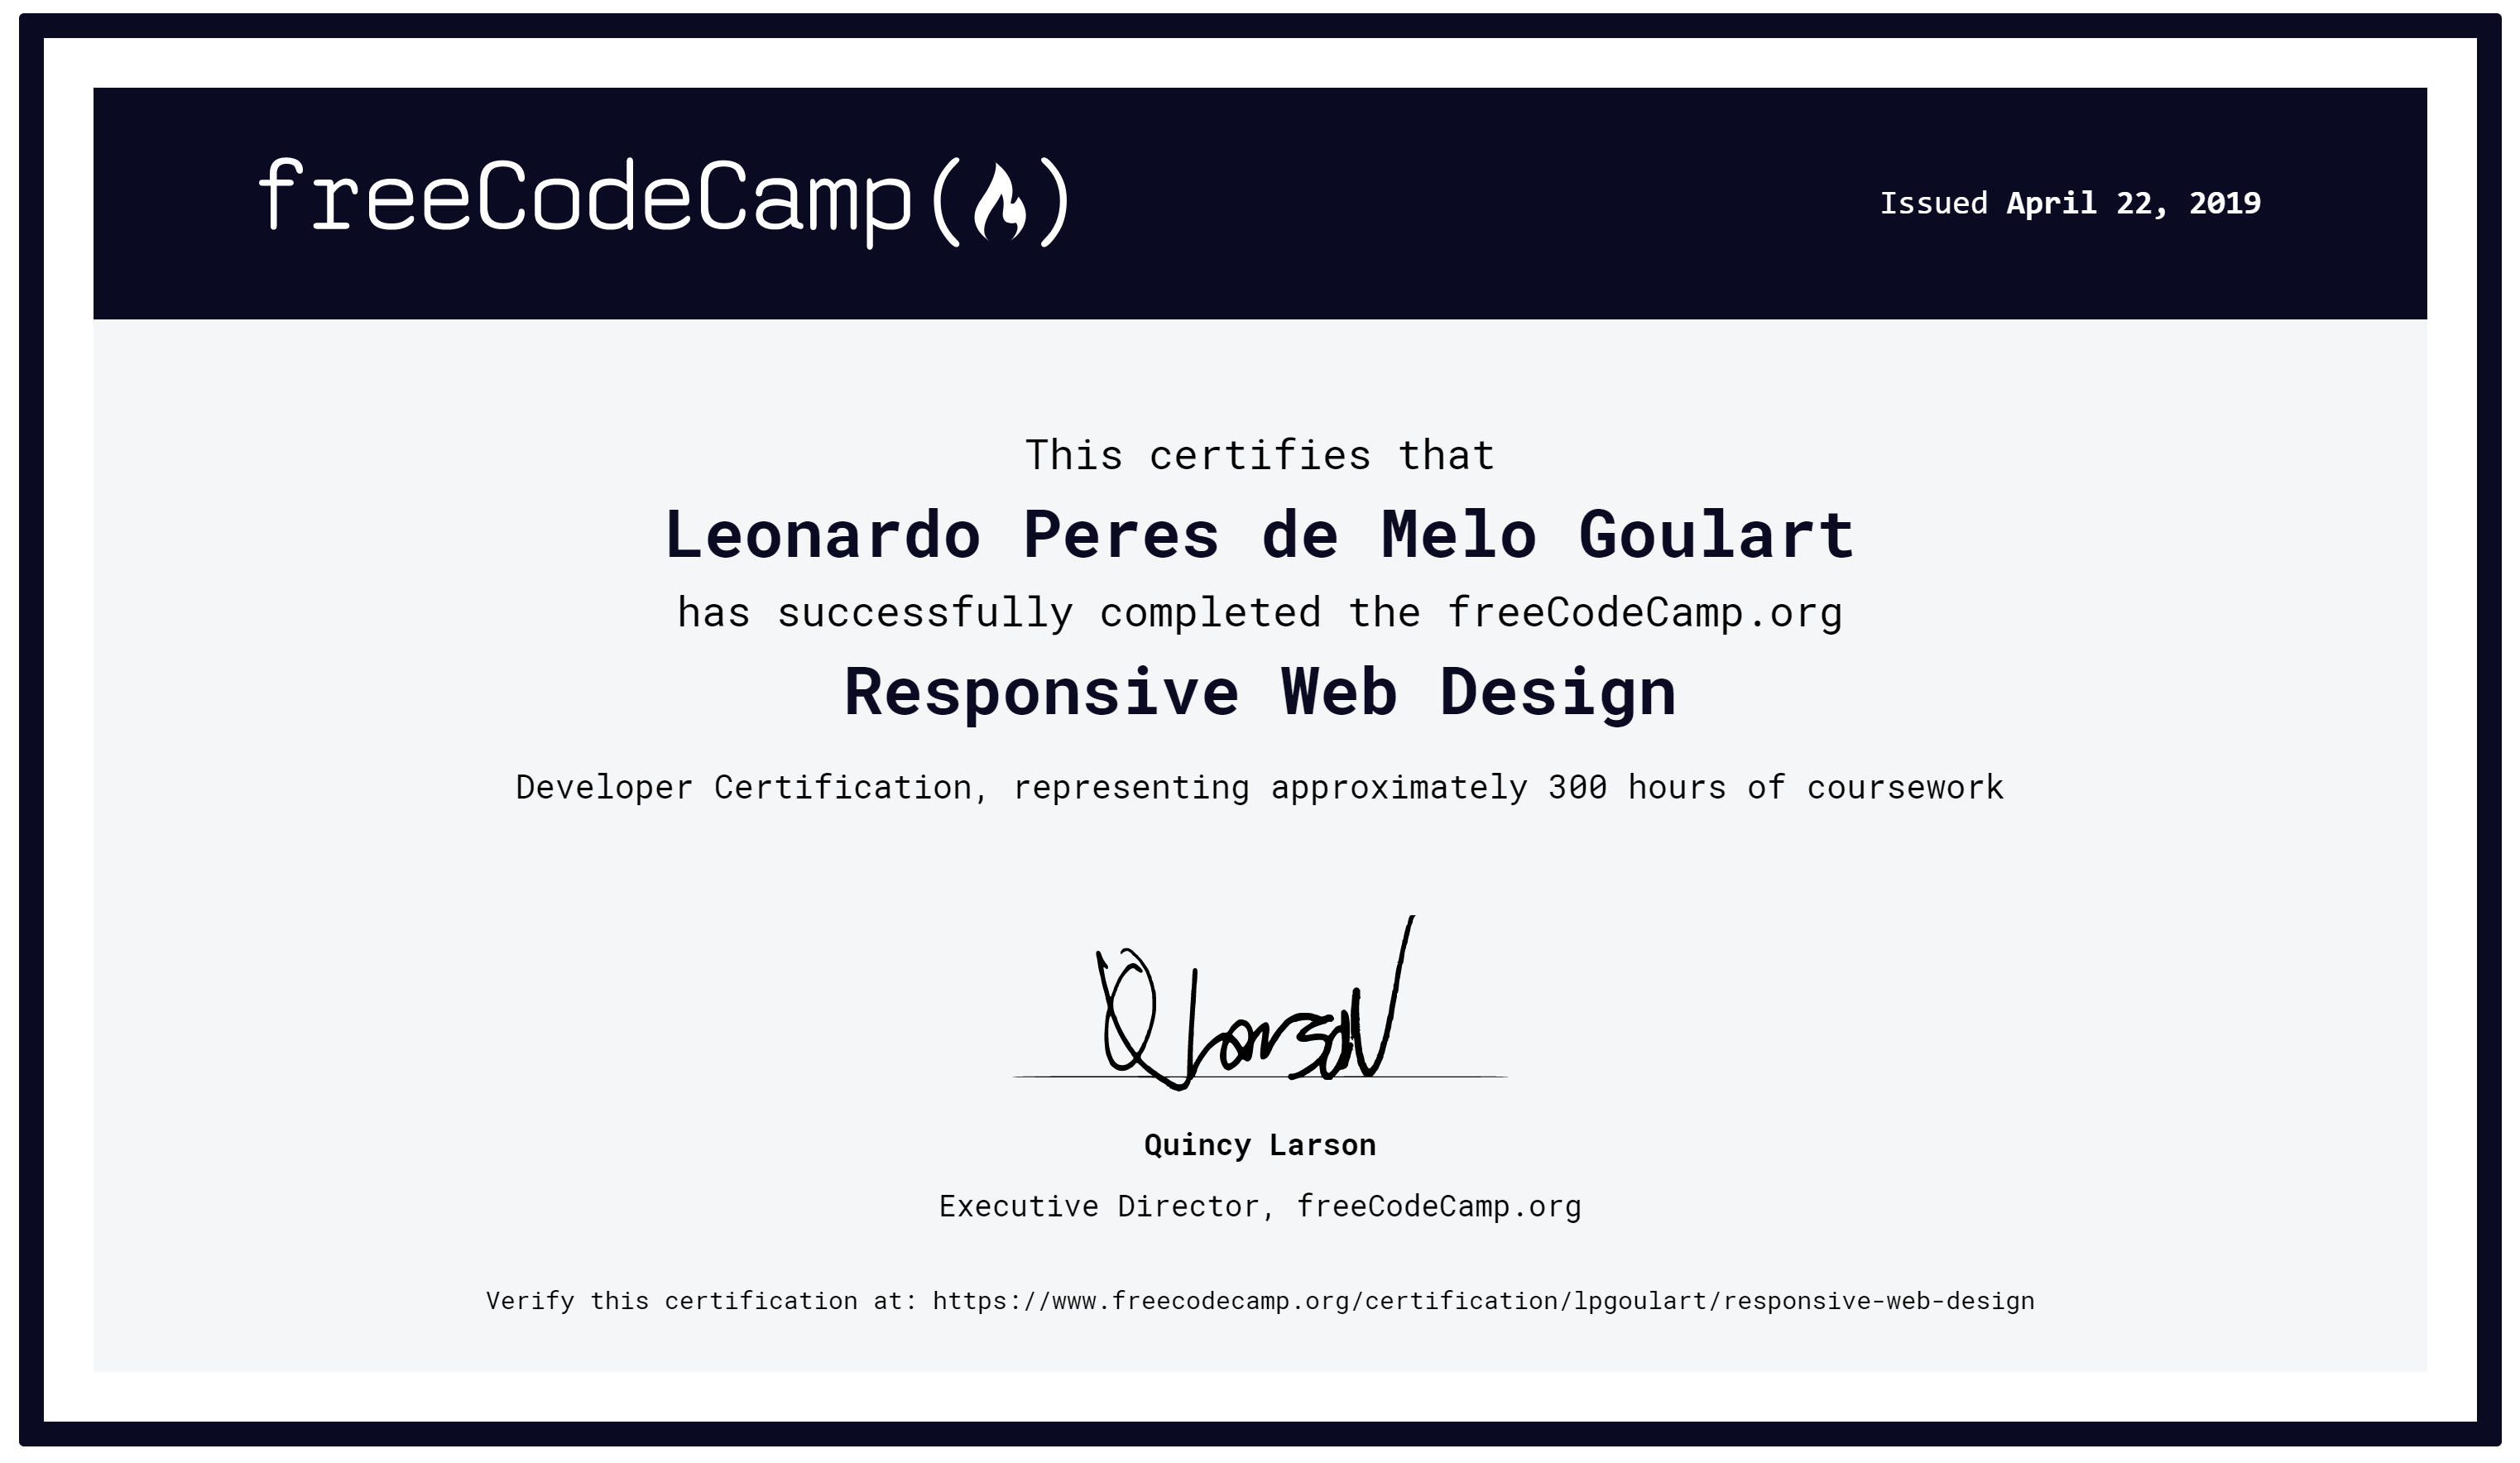 freeCodeCamp(🔥)
Issued April 22, 2019
This certifies that
Leonardo Peres de Melo Goulart
has successfully completed the freeCodeCamp.org
Responsive Web Design
Developer Certification, representing approximately 300 hours of coursework
Q Larson
Quincy Larson
Executive Director, freeCodeCamp.org
Verify this certification at: https://www.freecodecamp.org/certification/lpgoulart/responsive-web-design